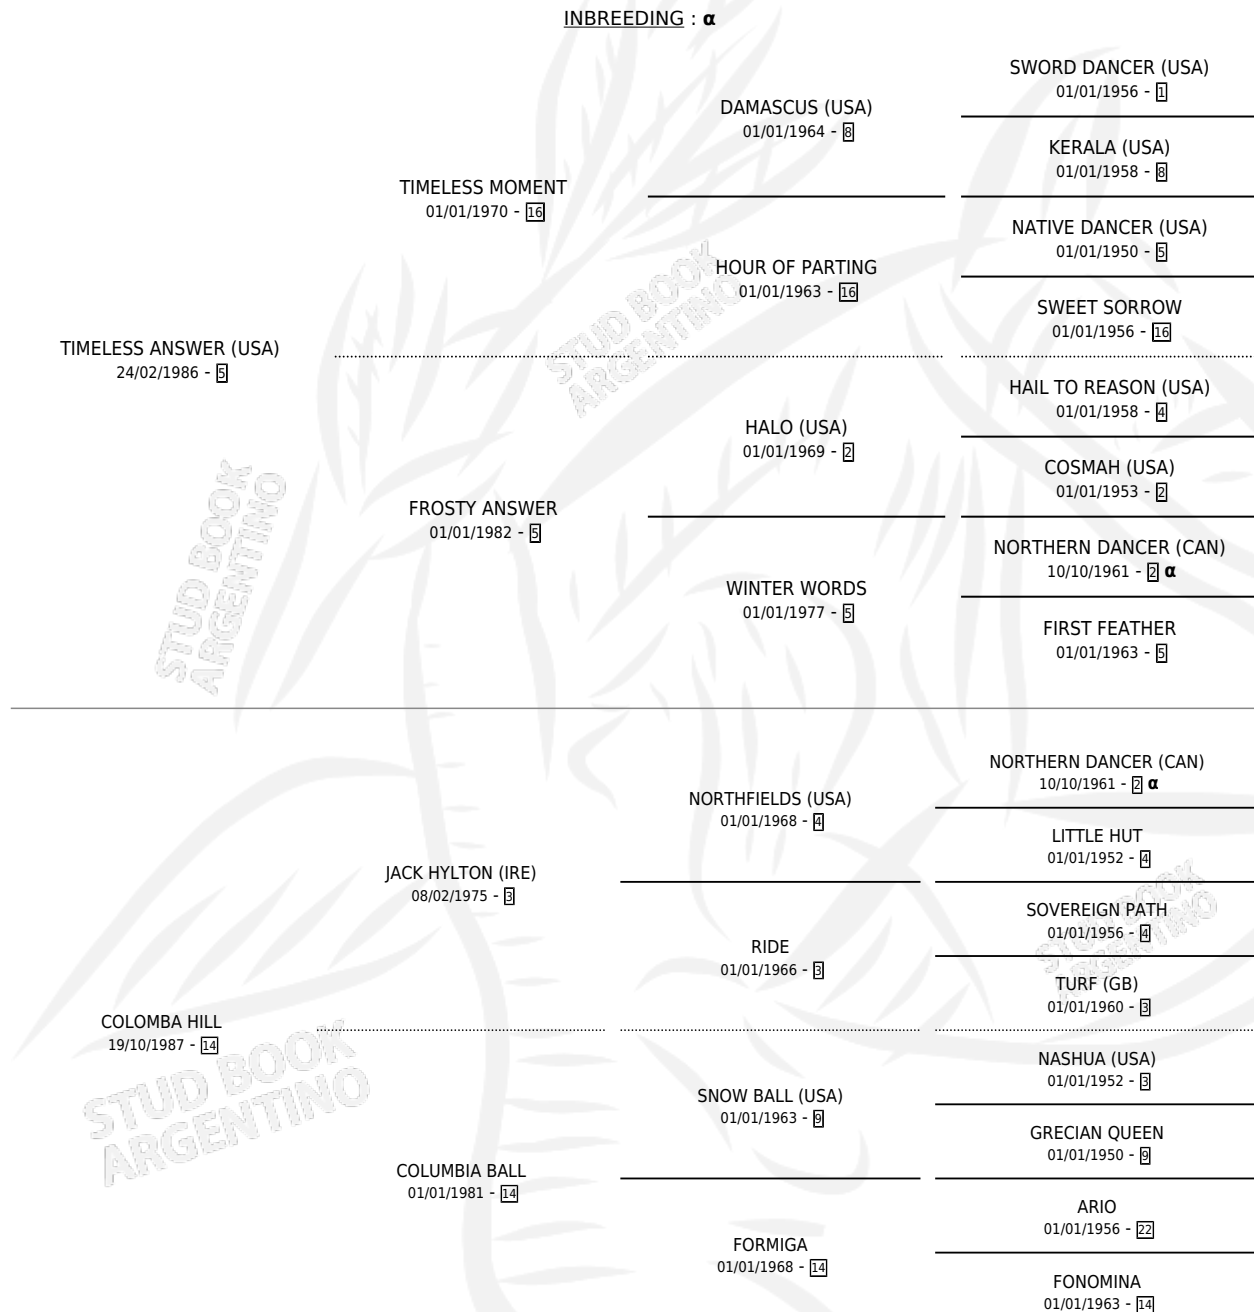 INBREEDING : α
SWORD DANCER (USA)
01/01/1956 - 1
DAMASCUS (USA)
01/01/1964 - 8
KERALA (USA)
01/01/1958 - 8
TIMELESS MOMENT
01/01/1970 - 16
NATIVE DANCER (USA)
01/01/1950 - 5
HOUR OF PARTING
01/01/1963 - 16
SWEET SORROW
01/01/1956 - 16
TIMELESS ANSWER (USA)
24/02/1986 - 5
HAIL TO REASON (USA)
01/01/1958 - 4
HALO (USA)
01/01/1969 - 2
COSMAH (USA)
01/01/1953 - 2
FROSTY ANSWER
01/01/1982 - 5
NORTHERN DANCER (CAN)
10/10/1961 - 2 α
WINTER WORDS
01/01/1977 - 5
FIRST FEATHER
01/01/1963 - 5
NORTHERN DANCER (CAN)
10/10/1961 - 2 α
NORTHFIELDS (USA)
01/01/1968 - 4
LITTLE HUT
01/01/1952 - 4
JACK HYLTON (IRE)
08/02/1975 - 3
SOVEREIGN PATH
01/01/1956 - 4
RIDE
01/01/1966 - 3
TURF (GB)
01/01/1960 - 3
COLOMBA HILL
19/10/1987 - 14
NASHUA (USA)
01/01/1952 - 3
SNOW BALL (USA)
01/01/1963 - 9
GRECIAN QUEEN
01/01/1950 - 9
COLUMBIA BALL
01/01/1981 - 14
ARIO
01/01/1956 - 22
FORMIGA
01/01/1968 - 14
FONOMINA
01/01/1963 - 14
STUD BOOK
ARGENTINO
STUD BOOK
ARGENTINO
STUD BOOK
ARGENTINO
STUD BOOK
ARGENTINO